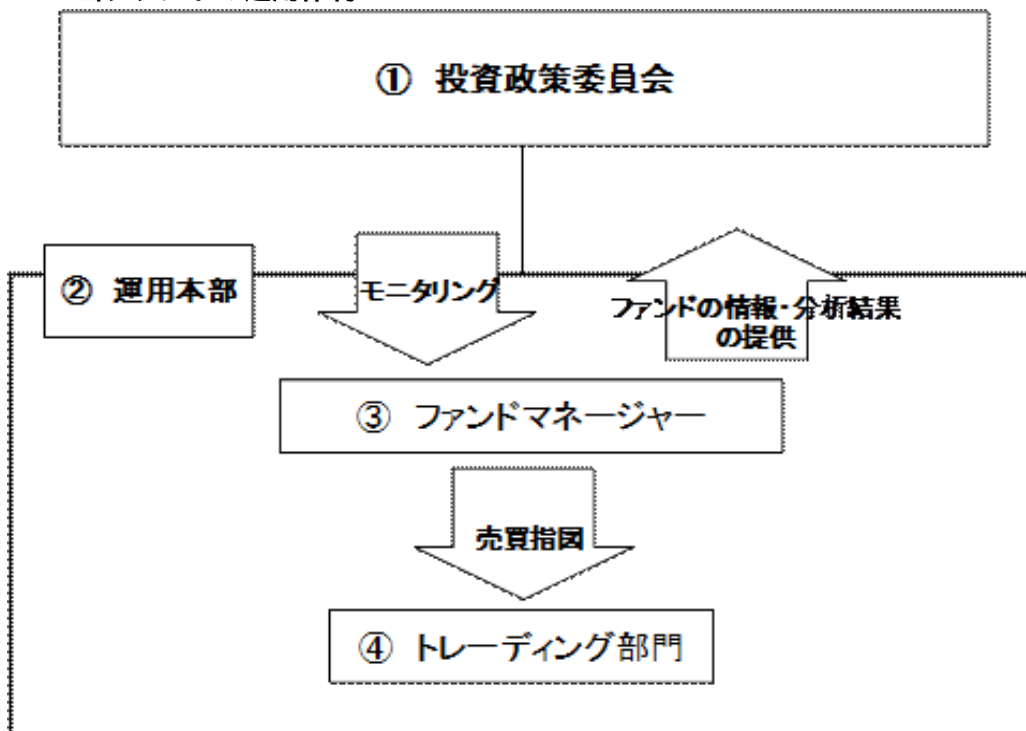 ① 投資政策委員会
② 運用本部
モニタリング
ファンドの情報・分析結果
の提供
③ ファンドマネージャー
売買指図
④ トレーディング部門